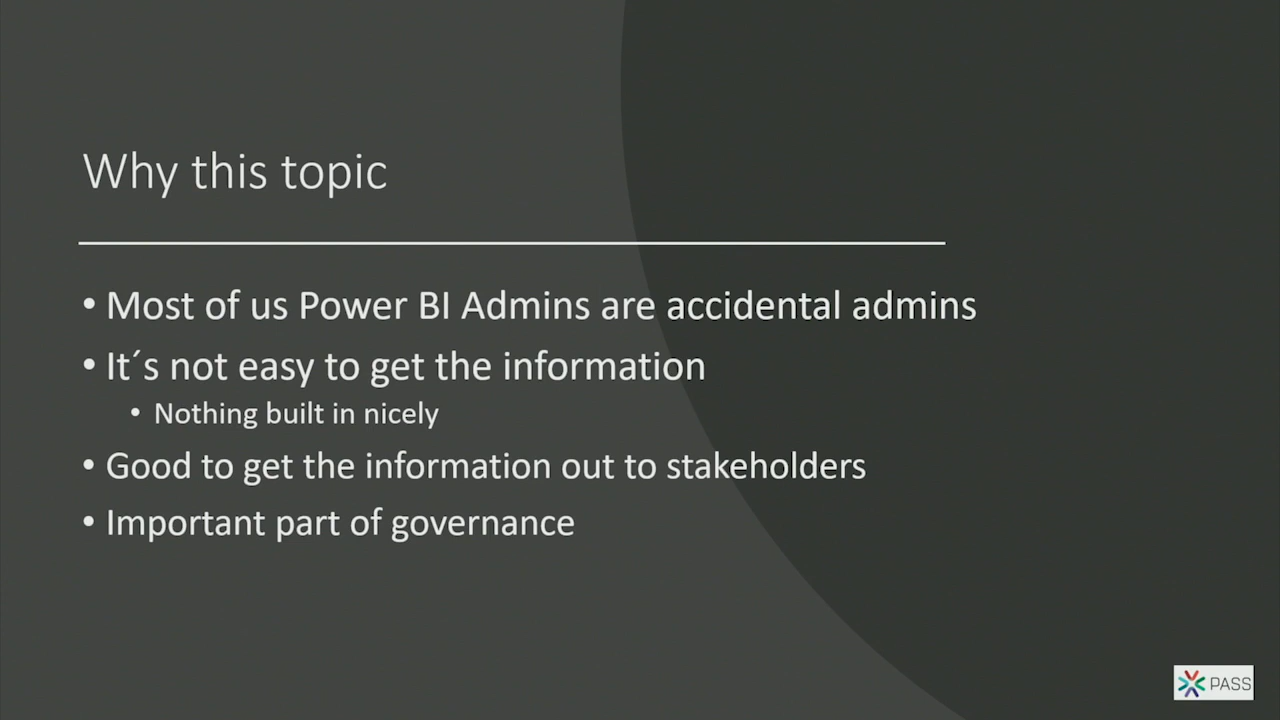 Why this topic
• Most of us Power BI Admins are accidental admins
• It´s not easy to get the information
• Nothing built in nicely
• Good to get the information out to stakeholders
• Important part of governance
PASS